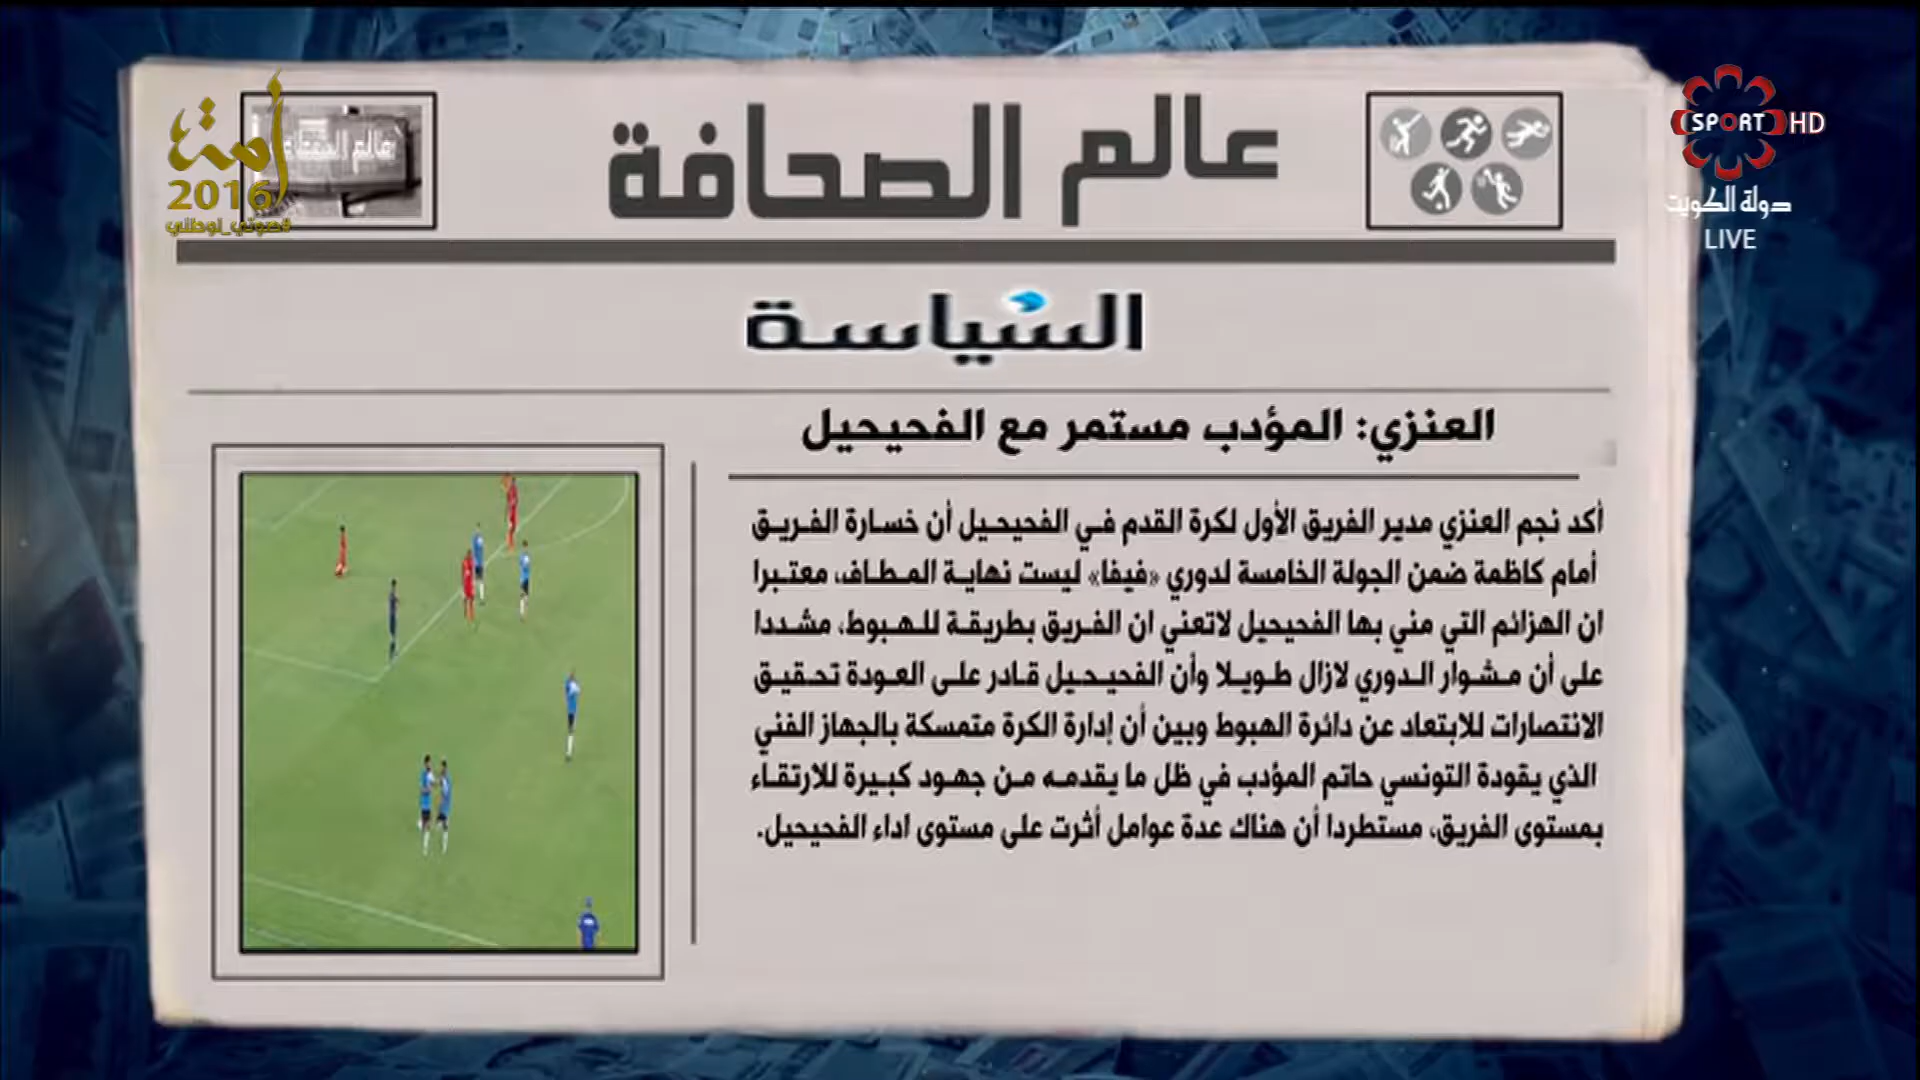 عالم الصحافة
أمة
2016
#صوتي_لوطني
SPORT HD
دولة الكويت
LIVE
السياسة
العنزي: المؤدب مستمر مع الفحيحيل
أكد نجم العنزي مدير الفريق الأول لكرة القدم في الفحيحيل أن خسارة الفريق
أمام كاظمة ضمن الجولة الخامسة لدوري «فيفا» ليست نهاية المطاف، معتبرا
ان الهزائم التي مني بها الفحيحيل لاتعني ان الفريق بطريقة للهبوط، مشددا
على أن مشوار الدوري لازال طويلا وأن الفحيحيل قادر على العودة تحقيق
الانتصارات للابتعاد عن دائرة الهبوط وبين أن إدارة الكرة متمسكة بالجهاز الفني
الذي يقودة التونسي حاتم المؤدب في ظل ما يقدمه من جهود كبيرة للارتقاء
بمستوى الفريق، مستطردا أن هناك عدة عوامل أثرت على مستوى اداء الفحيحيل.